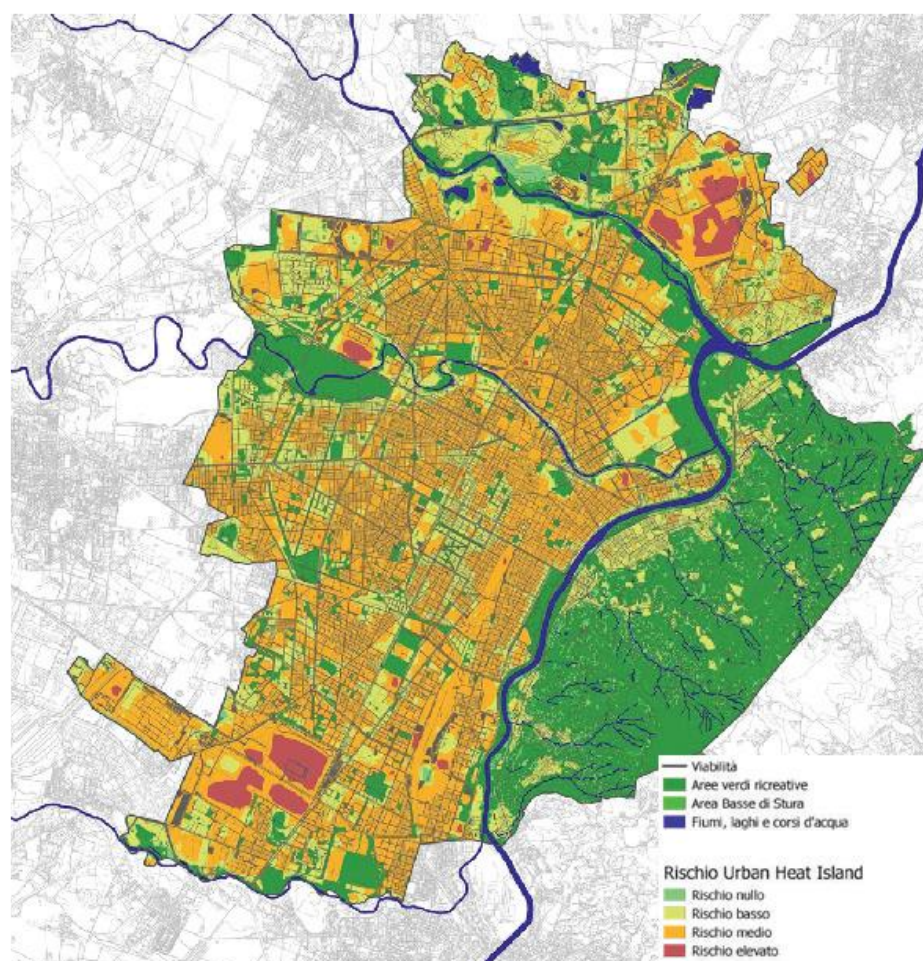 Viabilità
Aree verdi ricreative
Area Basse di Stura
Fiumi, laghi e corsi d'acqua
Rischio Urban Heat Island
Rischio nullo
Rischio basso
Rischio medio
Rischio elevato